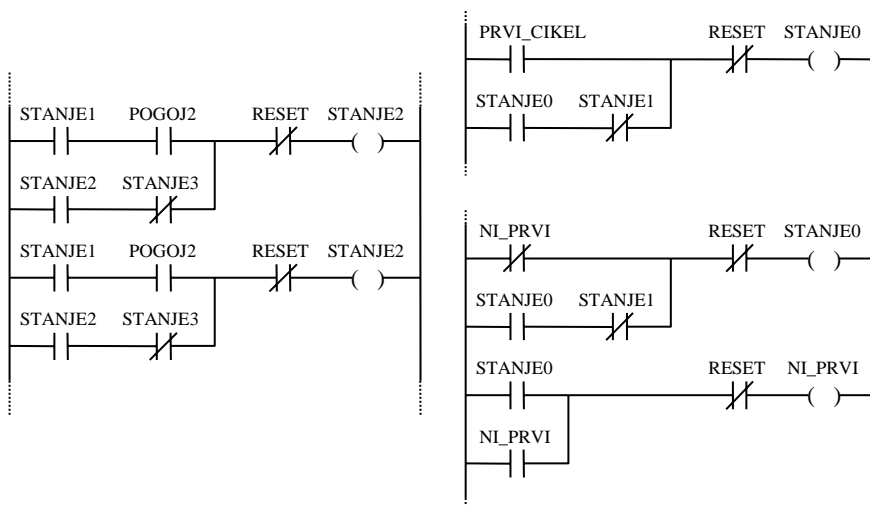 STANJE1 POGOJ2 RESET STANJE2
STANJE2 STANJE3
STANJE1 POGOJ2 RESET STANJE2
STANJE2 STANJE3
PRVI_CIKEL RESET STANJE0
STANJE0 STANJE1
NI_PRVI RESET STANJE0
STANJE0 STANJE1
STANJE0 RESET NI_PRVI
NI_PRVI